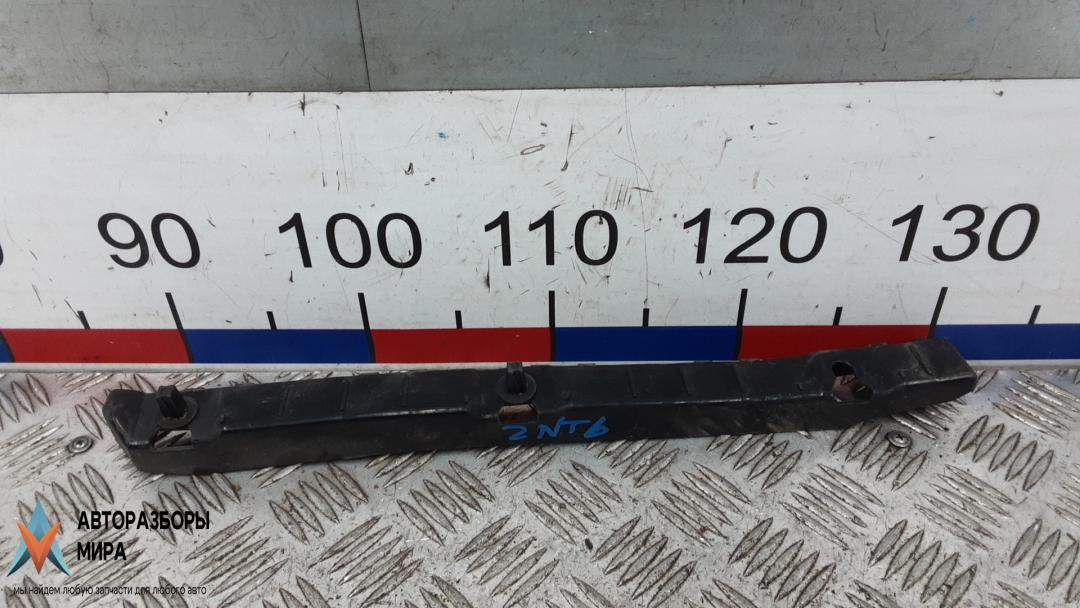 90 100 110 120 130
2NT6
АВТОРАЗБОРЫ
МИРА
мы найдем любую запчасти для любого авто